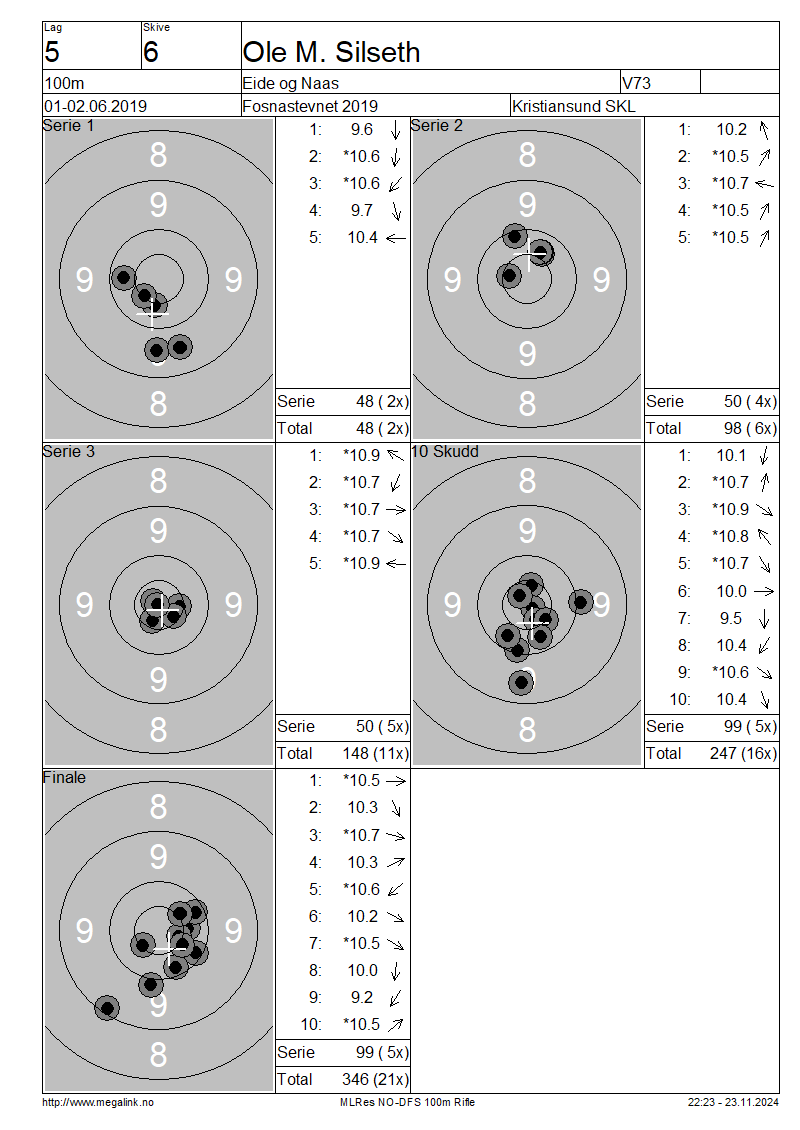 Lag
Skive
5
6
Ole M. Silseth
100m
Eide og Naas
V73
01-02.06.2019
Fosnastevnet 2019
Kristiansund SKL
Serie 1
8
9
9 9
9
8
1: 9.6
2: *10.6
3: *10.6
4: 9.7
5: 10.4
Serie 48 ( 2x)
Total 48 ( 2x)
Serie 2
8
9
9 9
9
8
1: 10.2
2: *10.5
3: *10.7
4: *10.5
5: *10.5
Serie 50 ( 4x)
Total 98 ( 6x)
Serie 3
8
9
9 9
9
8
1: *10.9
2: *10.7
3: *10.7
4: *10.7
5: *10.9
Serie 50 ( 5x)
Total 148 (11x)
10 Skudd
8
9
9 9
9
8
1: 10.1
2: *10.7
3: *10.9
4: *10.8
5: *10.7
6: 10.0
7: 9.5
8: 10.4
9: *10.6
10: 10.4
Serie 99 ( 5x)
Total 247 (16x)
Finale
8
9
9 9
9
8
1: *10.5
2: 10.3
3: *10.7
4: 10.3
5: *10.6
6: 10.2
7: *10.5
8: 10.0
9: 9.2
10: *10.5
Serie 99 ( 5x)
Total 346 (21x)
http://www.megalink.no
MLRes NO-DFS 100m Rifle
22:23 - 23.11.2024